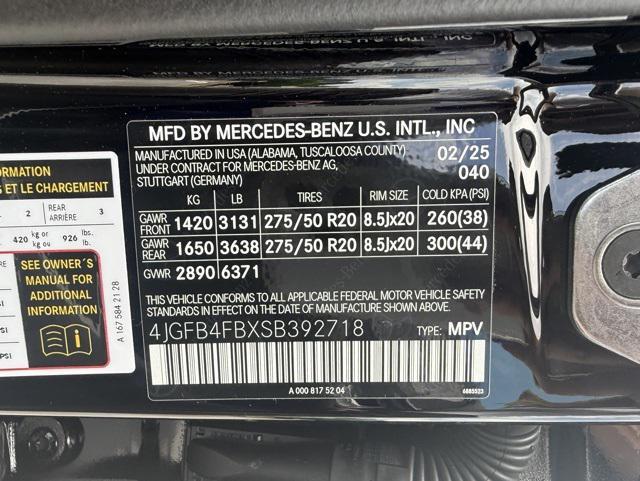 MFD BY MERCEDES-BENZ U.S. INTL., INC
MANUFACTURED IN USA (ALABAMA, TUSCALOOSA COUNTY) 02/25
UNDER CONTRACT FOR MERCEDES-BENZ AG, 040
STUTTGART (GERMANY)
KG LB TIRES RIM SIZE COLD KPA (PSI)
GAWR FRONT 1420 3131 275/50 R20 8.5Jx20 260(38)
GAWR REAR 1650 3638 275/50 R20 8.5Jx20 300(44)
GVWR 2890 6371
THIS VEHICLE CONFORMS TO ALL APPLICABLE FEDERAL MOTOR VEHICLE SAFETY
STANDARDS IN EFFECT ON THE DATE OF MANUFACTURE SHOWN ABOVE.
4JGFB4FBXSB392718 TYPE: MPV
A 000 817 52 04 6885523
INFORMATION
ET LE CHARGEMENT
2 REAR ARRIÈRE 3
420 kg or ou 926 lbs. lb.
SEE OWNER´S
MANUAL FOR
ADDITIONAL
INFORMATION
A 167 584 21 28